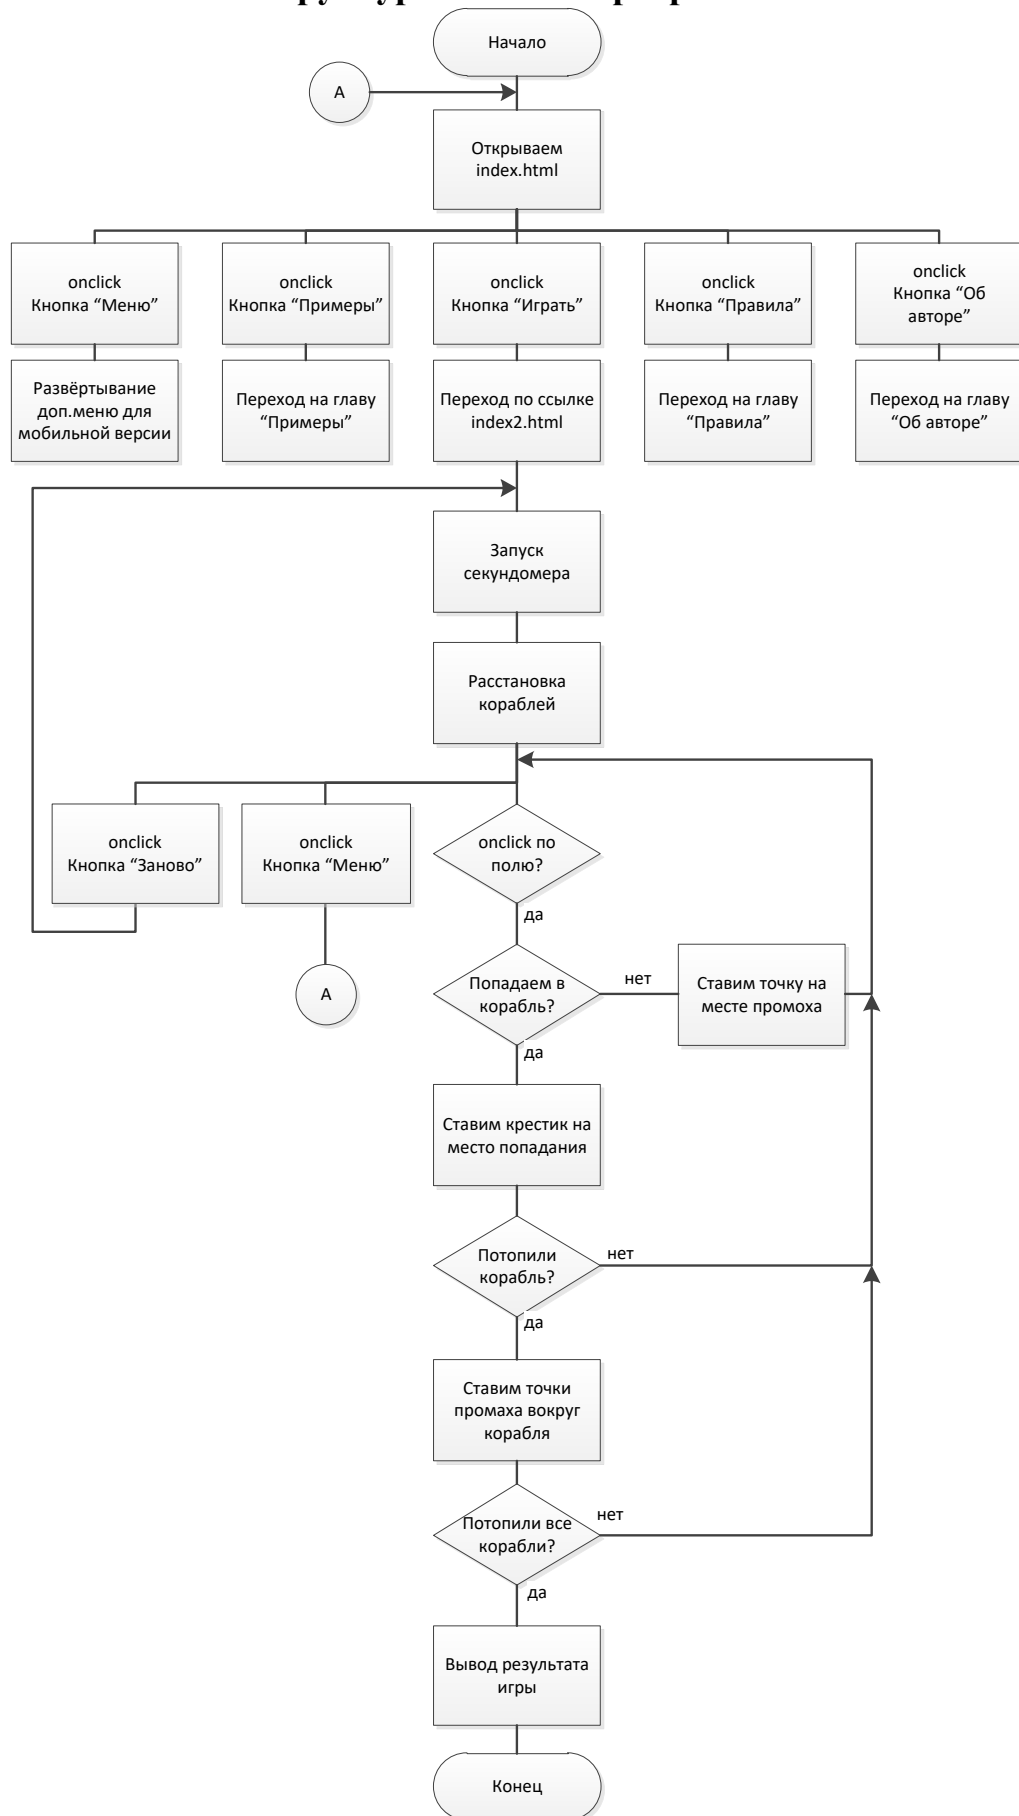 Начало
А
Открываем
index.html
onclick
Кнопка “Меню”
onclick
Кнопка “Примеры”
onclick
Кнопка “Играть”
onclick
Кнопка “Правила”
onclick
Кнопка “Об
авторе”
Развёртывание
доп.меню для
мобильной версии
Переход на главу
“Примеры”
Переход по ссылке
index2.html
Переход на главу
“Правила”
Переход на главу
“Об авторе”
Запуск
секундомера
Расстановка
кораблей
onclick
Кнопка “Заново”
onclick
Кнопка “Меню”
onclick по
полю?
да
А
Попадаем в
корабль?
нет
Ставим точку на
месте промоха
да
Ставим крестик на
место попадания
Потопили
корабль?
нет
да
Ставим точки
промаха вокруг
корабля
Потопили все
корабли?
нет
да
Вывод результата
игры
Конец